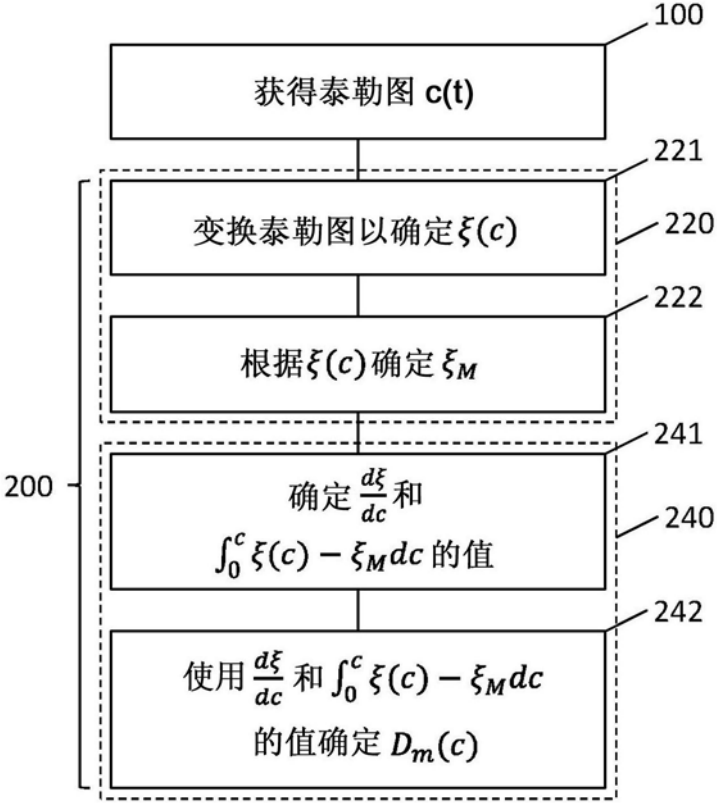 100
获得泰勒图 c(t)
221
变换泰勒图以确定ξ(c)
220
222
根据ξ(c)确定ξ_M
200
241
确定 dξ/dc 和
∫_0^c ξ(c) − ξ_M dc 的值
240
242
使用 dξ/dc 和 ∫_0^c ξ(c) − ξ_M dc
的值确定 D_m(c)